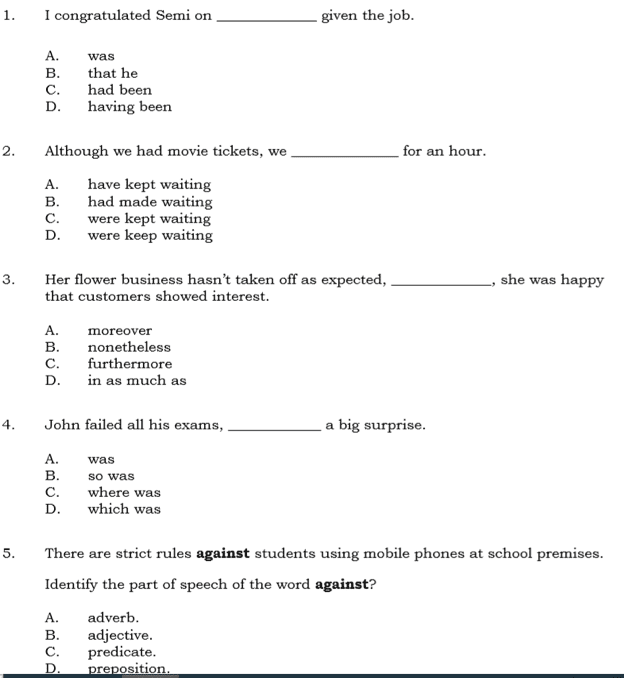 1. I congratulated Semi on ____________ given the job.
A. was
B. that he
C. had been
D. having been
2. Although we had movie tickets, we _____________ for an hour.
A. have kept waiting
B. had made waiting
C. were kept waiting
D. were keep waiting
3. Her flower business hasn't taken off as expected, ____________, she was happy
that customers showed interest.
A. moreover
B. nonetheless
C. furthermore
D. in as much as
4. John failed all his exams, ___________ a big surprise.
A. was
B. so was
C. where was
D. which was
5. There are strict rules against students using mobile phones at school premises.
Identify the part of speech of the word against?
A. adverb.
B. adjective.
C. predicate.
D. preposition.